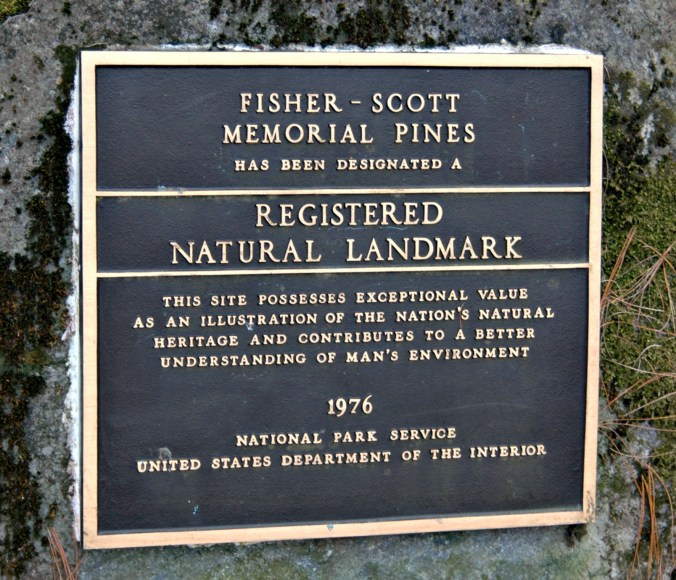 FISHER - SCOTT
MEMORIAL PINES
HAS BEEN DESIGNATED A
REGISTERED
NATURAL LANDMARK
THIS SITE POSSESSES EXCEPTIONAL VALUE
AS AN ILLUSTRATION OF THE NATION'S NATURAL
HERITAGE AND CONTRIBUTES TO A BETTER
UNDERSTANDING OF MAN'S ENVIRONMENT
1976
NATIONAL PARK SERVICE
UNITED STATES DEPARTMENT OF THE INTERIOR